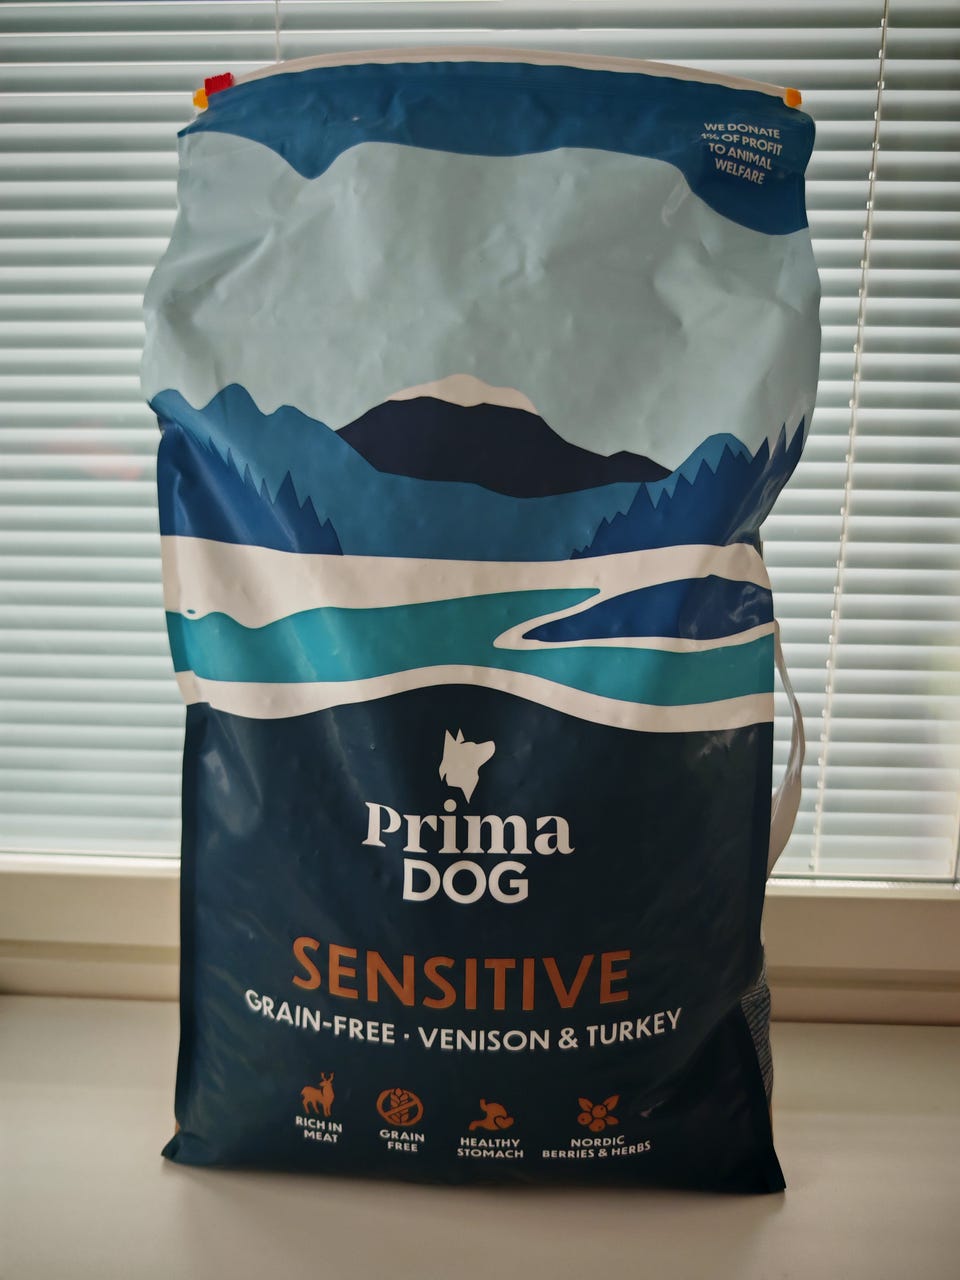 WE DONATE
1% OF PROFIT
TO ANIMAL
WELFARE
Prima
DOG
SENSITIVE
GRAIN-FREE · VENISON & TURKEY
RICH IN
MEAT
GRAIN
FREE
HEALTHY
STOMACH
NORDIC
BERRIES & HERBS